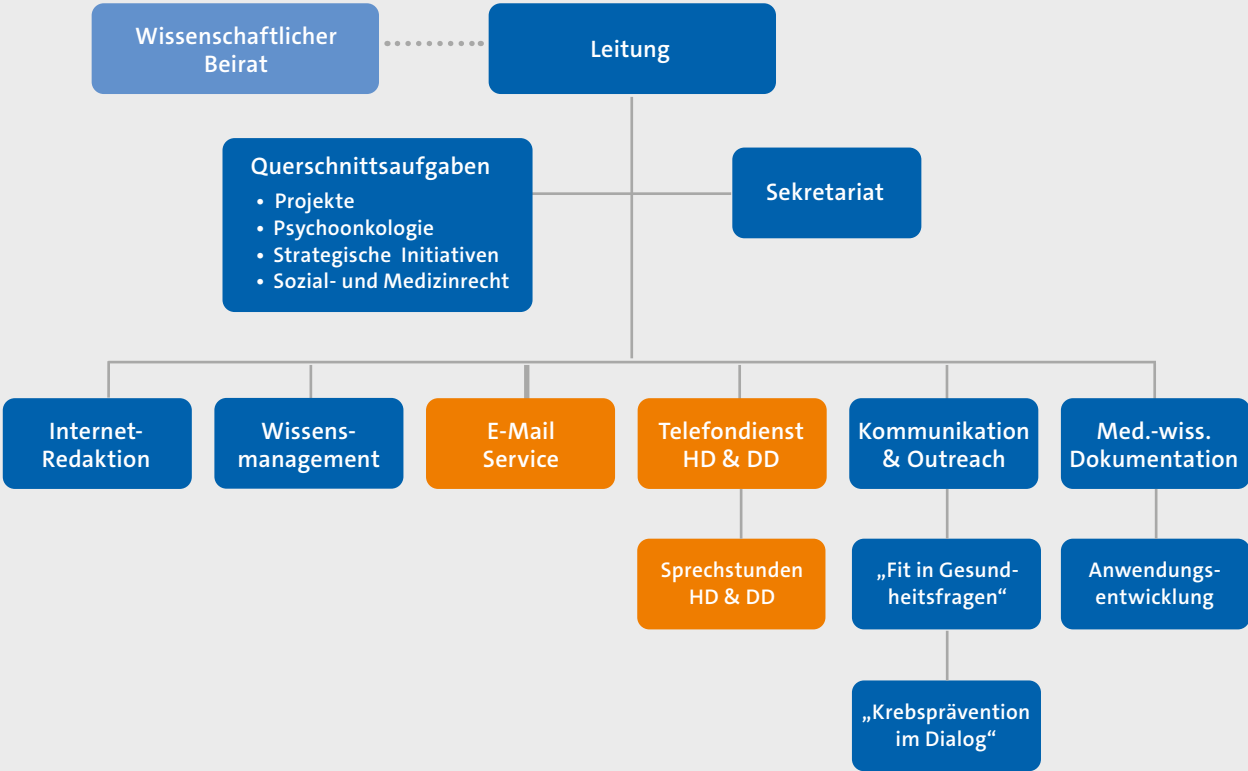 Wissenschaftlicher
Beirat
Leitung
Querschnittsaufgaben
• Projekte
• Psychoonkologie
• Strategische Initiativen
• Sozial- und Medizinrecht
Sekretariat
Internet-
Redaktion
Wissens-
management
E-Mail
Service
Telefondienst
HD & DD
Kommunikation
& Outreach
Med.-wiss.
Dokumentation
Sprechstunden
HD & DD
„Fit in Gesund-
heitsfragen“
Anwendungs-
entwicklung
„Krebsprävention
im Dialog“